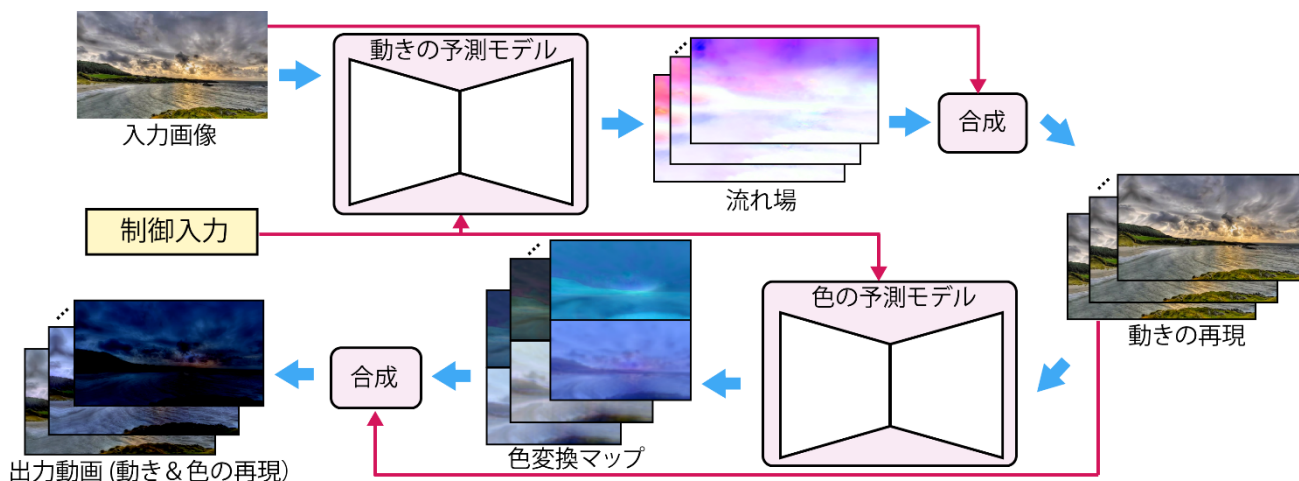 動きの予測モデル
入力画像
合成
流れ場
制御入力
動きの再現
色の予測モデル
合成
色変換マップ
出力動画 (動き & 色の再現)